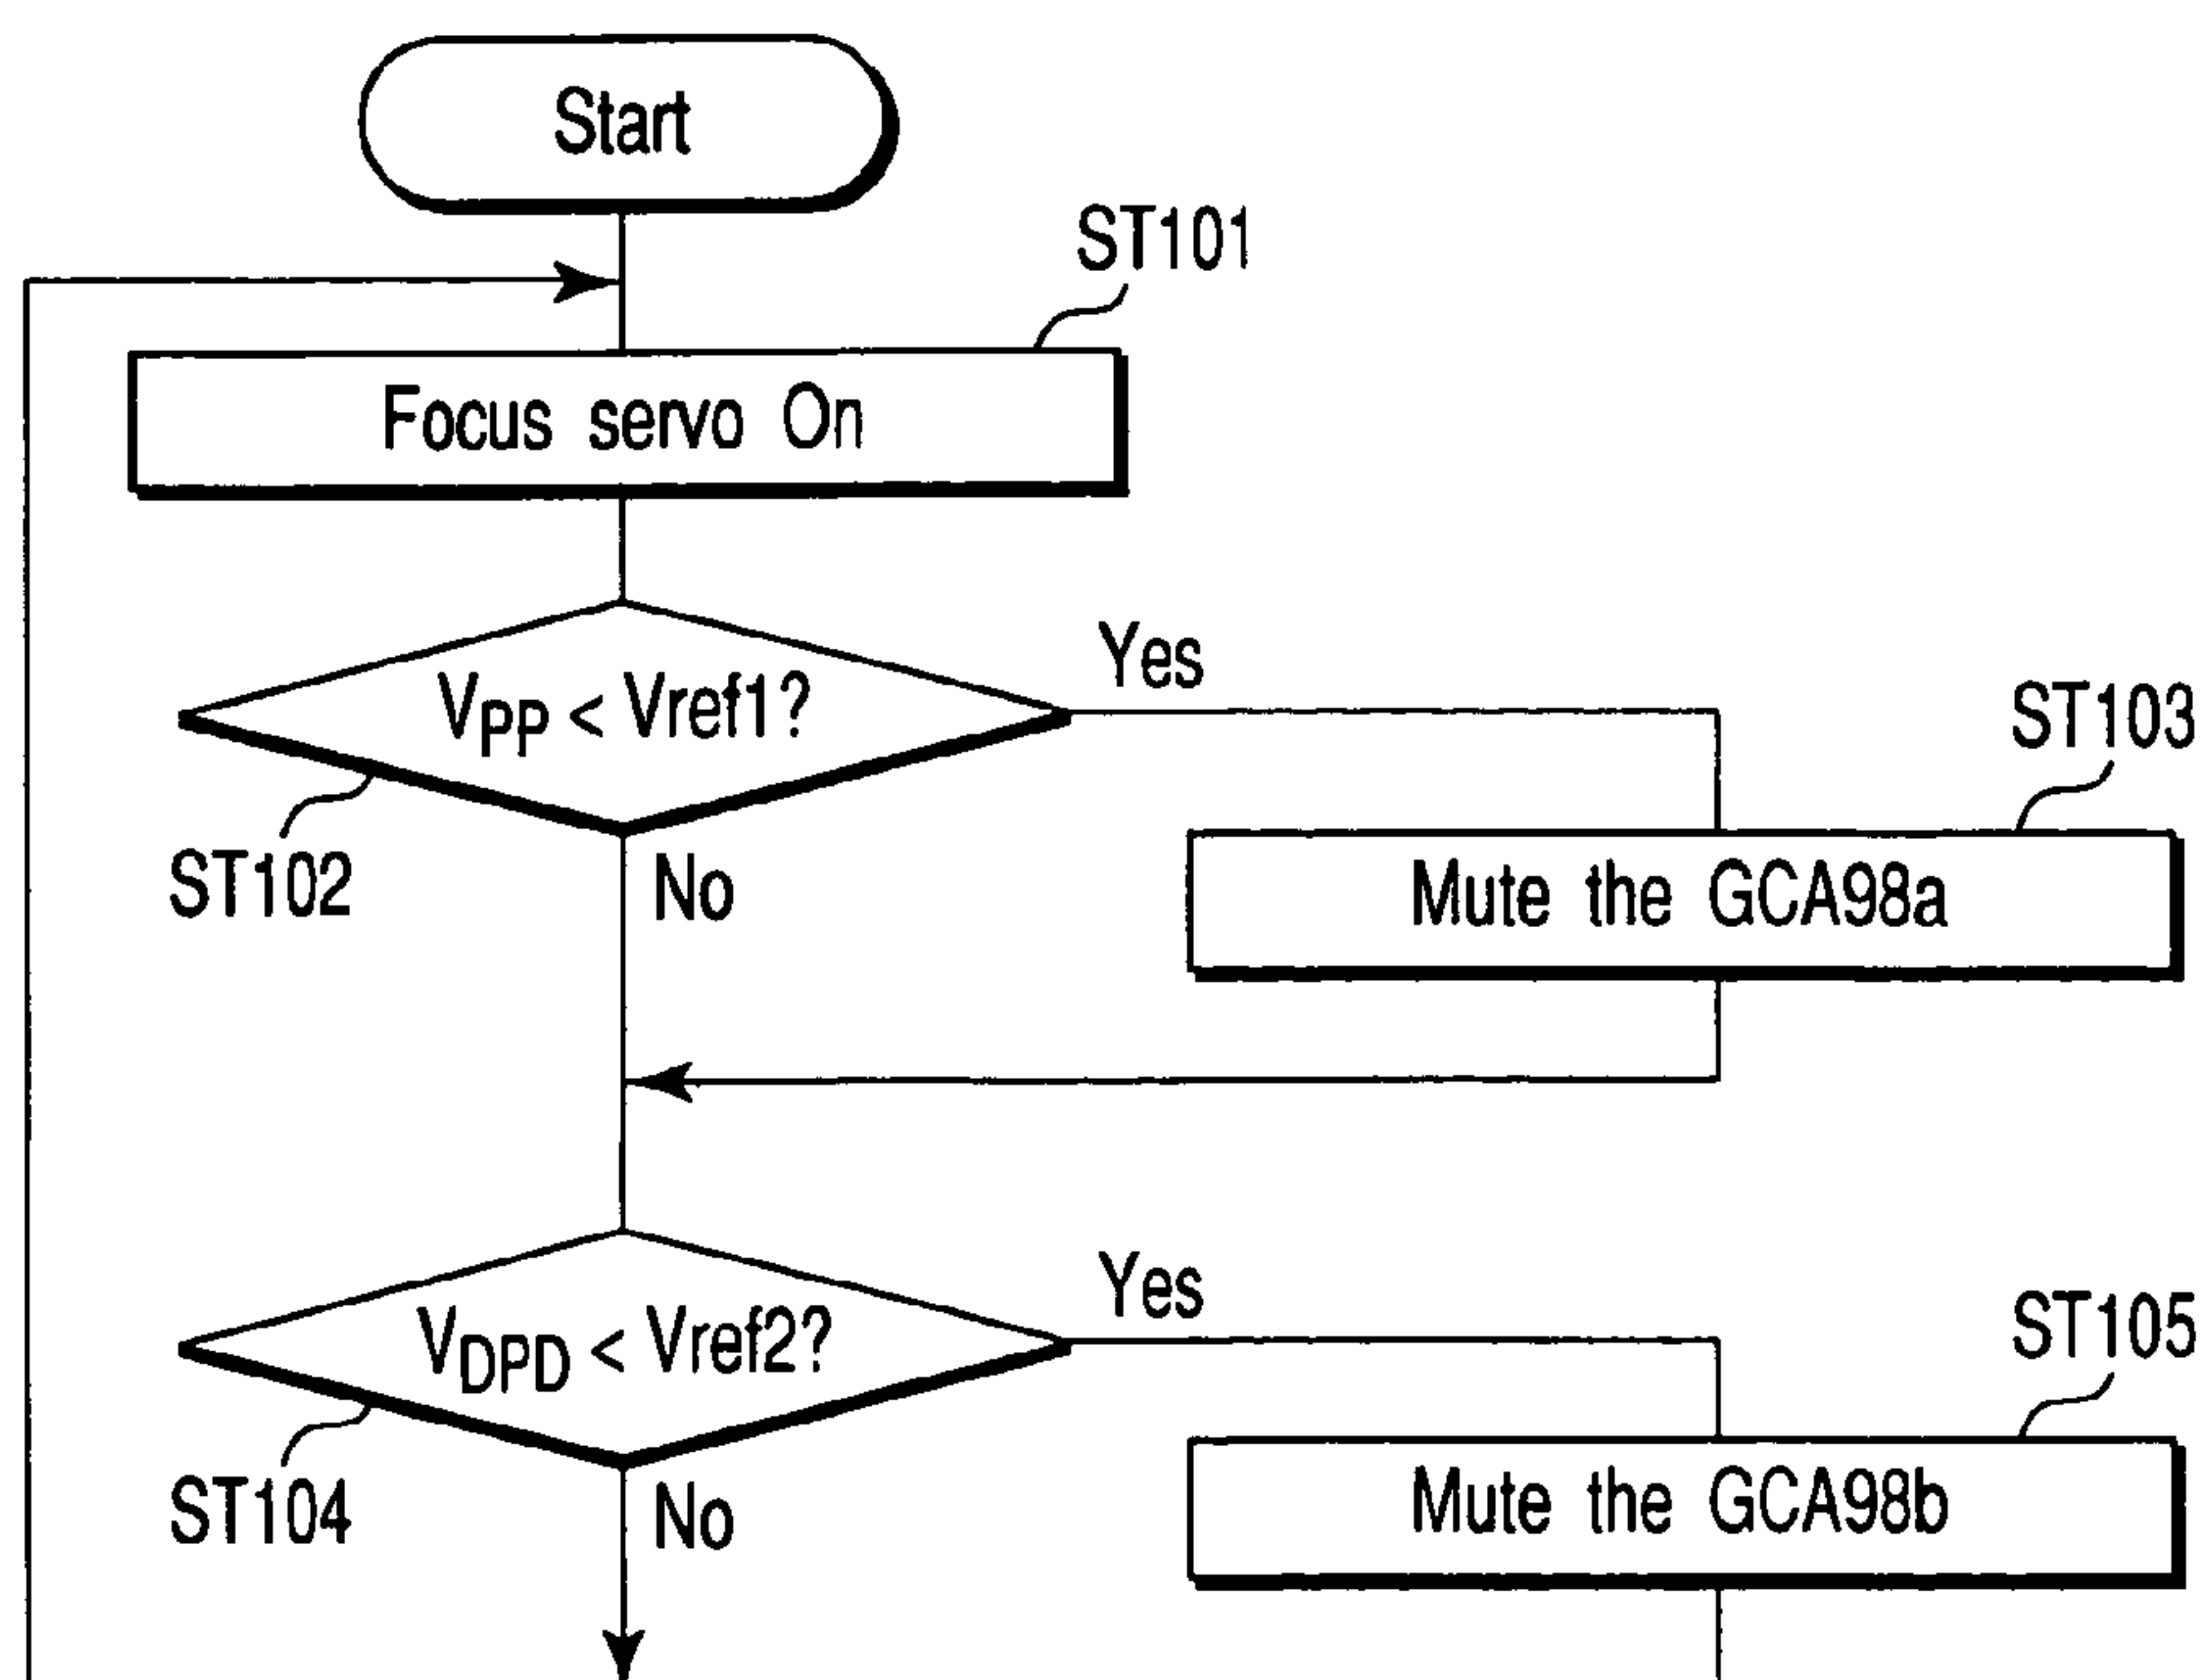 Start
ST101
Focus servo On
VPP < Vref1?
Yes
ST103
ST102
No
Mute the GCA98a
VDPD < Vref2?
Yes
ST105
ST104
No
Mute the GCA98b